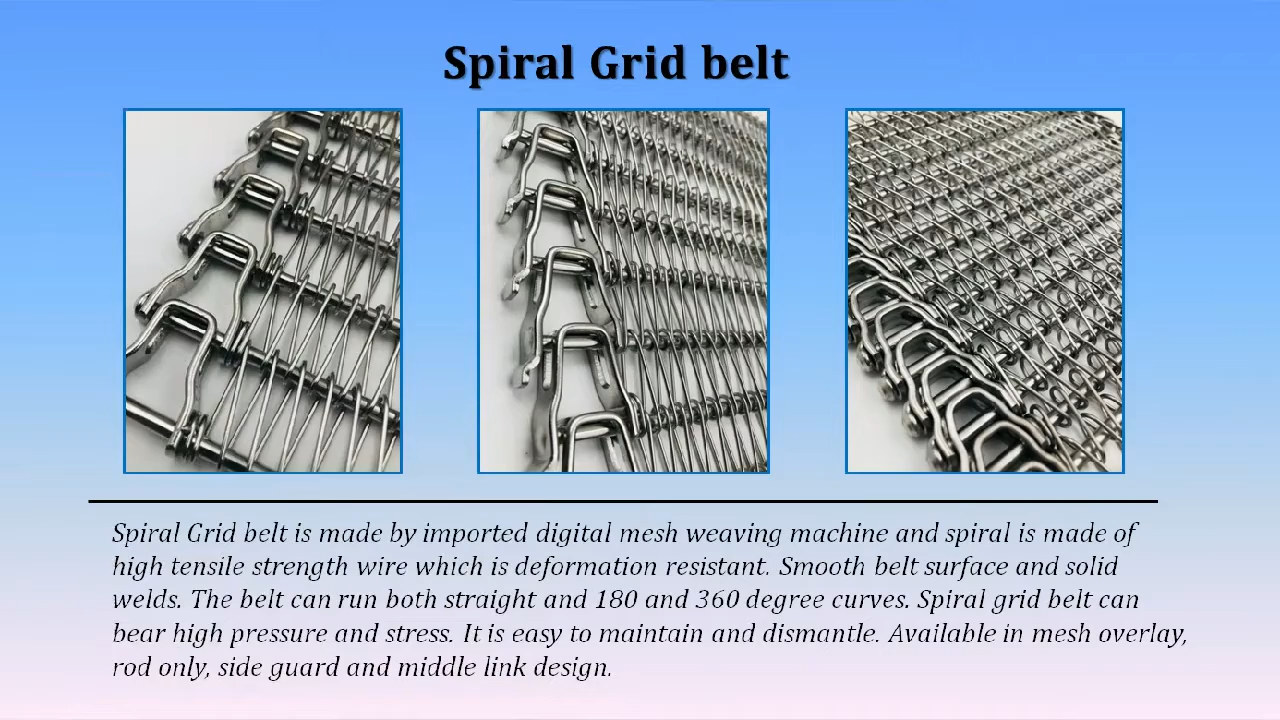 Spiral Grid belt
Spiral Grid belt is made by imported digital mesh weaving machine and spiral is made of
high tensile strength wire which is deformation resistant. Smooth belt surface and solid
welds. The belt can run both straight and 180 and 360 degree curves. Spiral grid belt can
bear high pressure and stress. It is easy to maintain and dismantle. Available in mesh overlay,
rod only, side guard and middle link design.